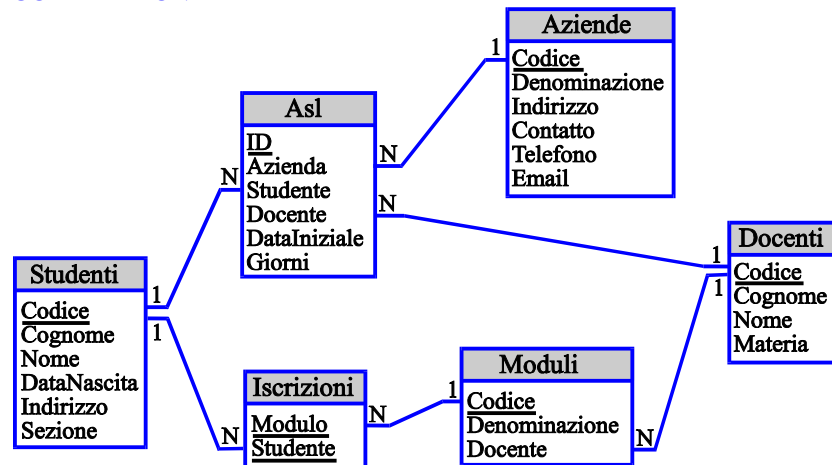 Aziende
Codice
Denominazione
Indirizzo
Contatto
Telefono
Email
1
Asl
ID
Azienda
Studente
Docente
DataIniziale
Giorni
N
N
N
Docenti
Codice
Cognome
Nome
Materia
1
1
Studenti
Codice
Cognome
Nome
DataNascita
Indirizzo
Sezione
1
1
Iscrizioni
Modulo
Studente
N
N
Moduli
Codice
Denominazione
Docente
1
N